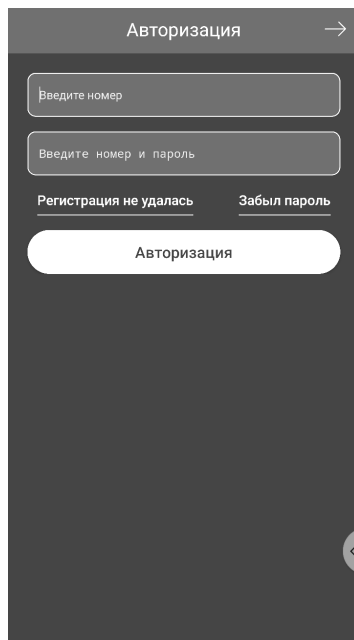 Авторизация
Введите номер
Введите номер и пароль
Регистрация не удалась
Забыл пароль
Авторизация